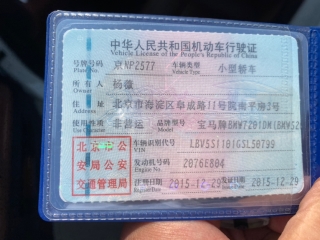 中华人民共和国机动车行驶证
Vehicle License of the People's Republic of China
号牌号码 京NP2577 车辆类型 小型轿车
Plate No. Vehicle Type
所有人 杨薇
Owner
住址 北京市海淀区阜成路11号院南平房2号
Address
使用性质 非营运 品牌型号 宝马牌BMW7201DM(BMW52
Use Character Model
北京市公安局公安交通管理局
车辆识别代号 LBV5S1101GSL50799
VIN
发动机号码 2076E804
Engine No.
注册日期 2015-12-29 发证日期 2015-12-29